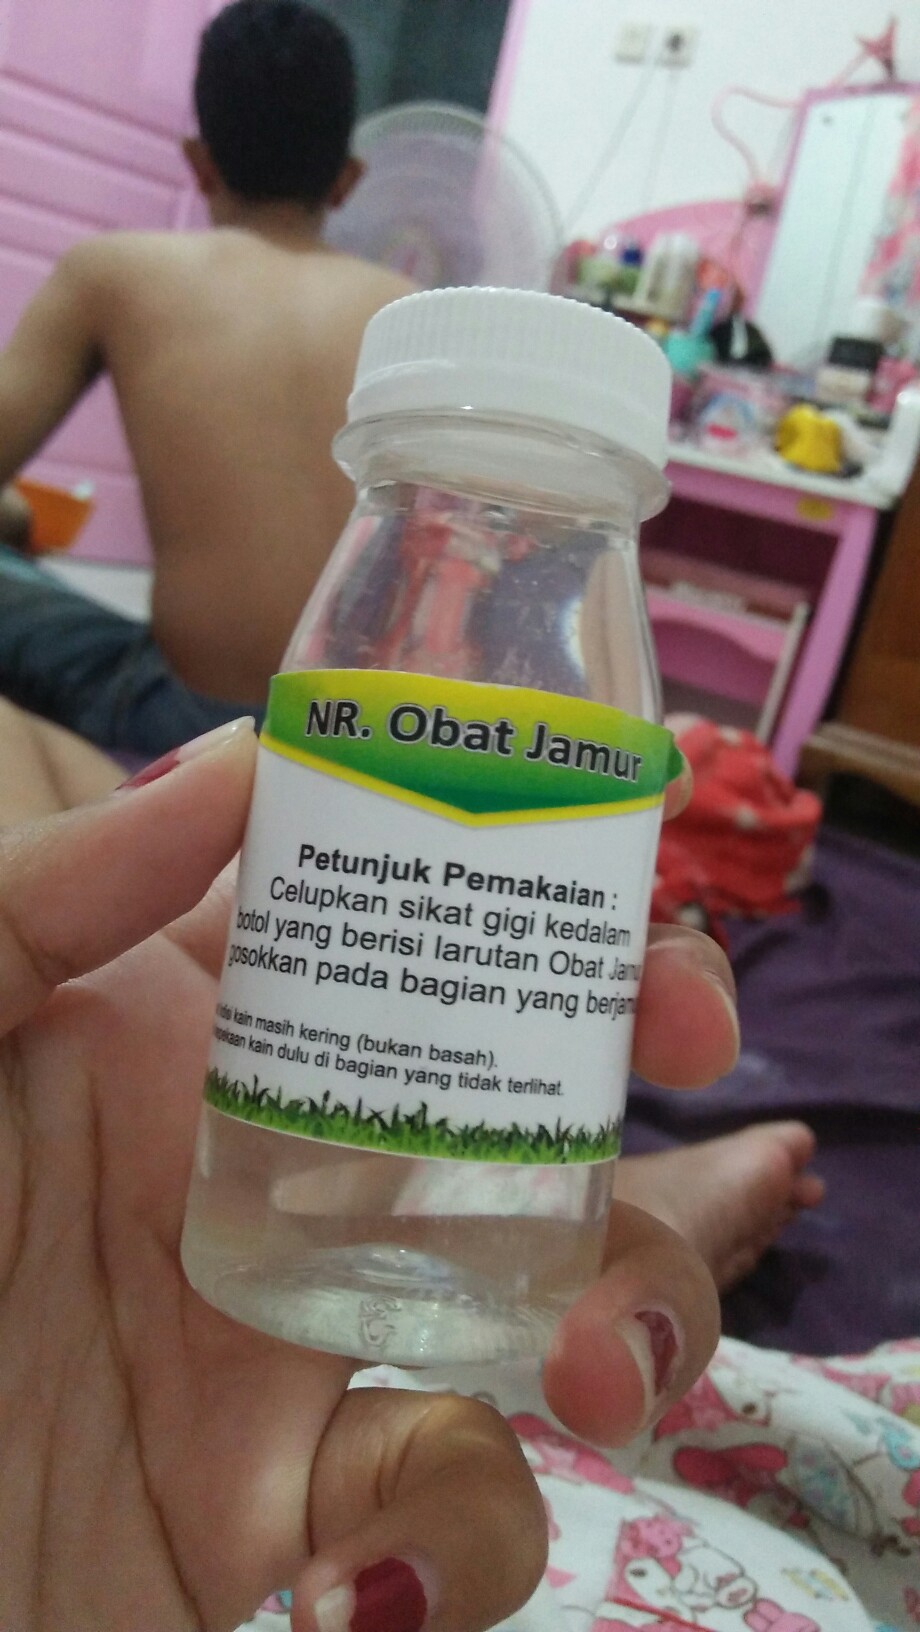 NR. Obat Jamur
Petunjuk Pemakaian :
Celupkan sikat gigi kedalam
botol yang berisi larutan Obat
gosokkan pada bagian yang
kain masih kering (bukan basah).
kain dulu di bagian yang tidak terlihat.